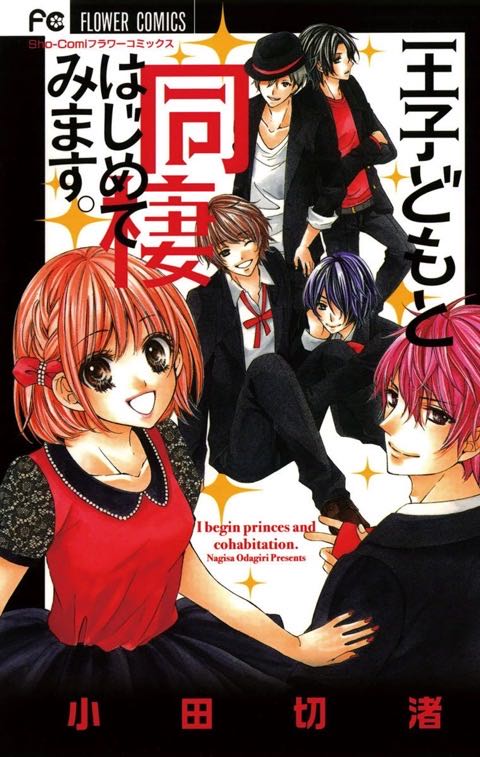 FC FLOWER COMICS
Sho-Comiフラワーコミックス
王子どもと
同棲
はじめて
みます。
I begin princes and
cohabitation.
Nagisa Odagiri Presents
小田切渚